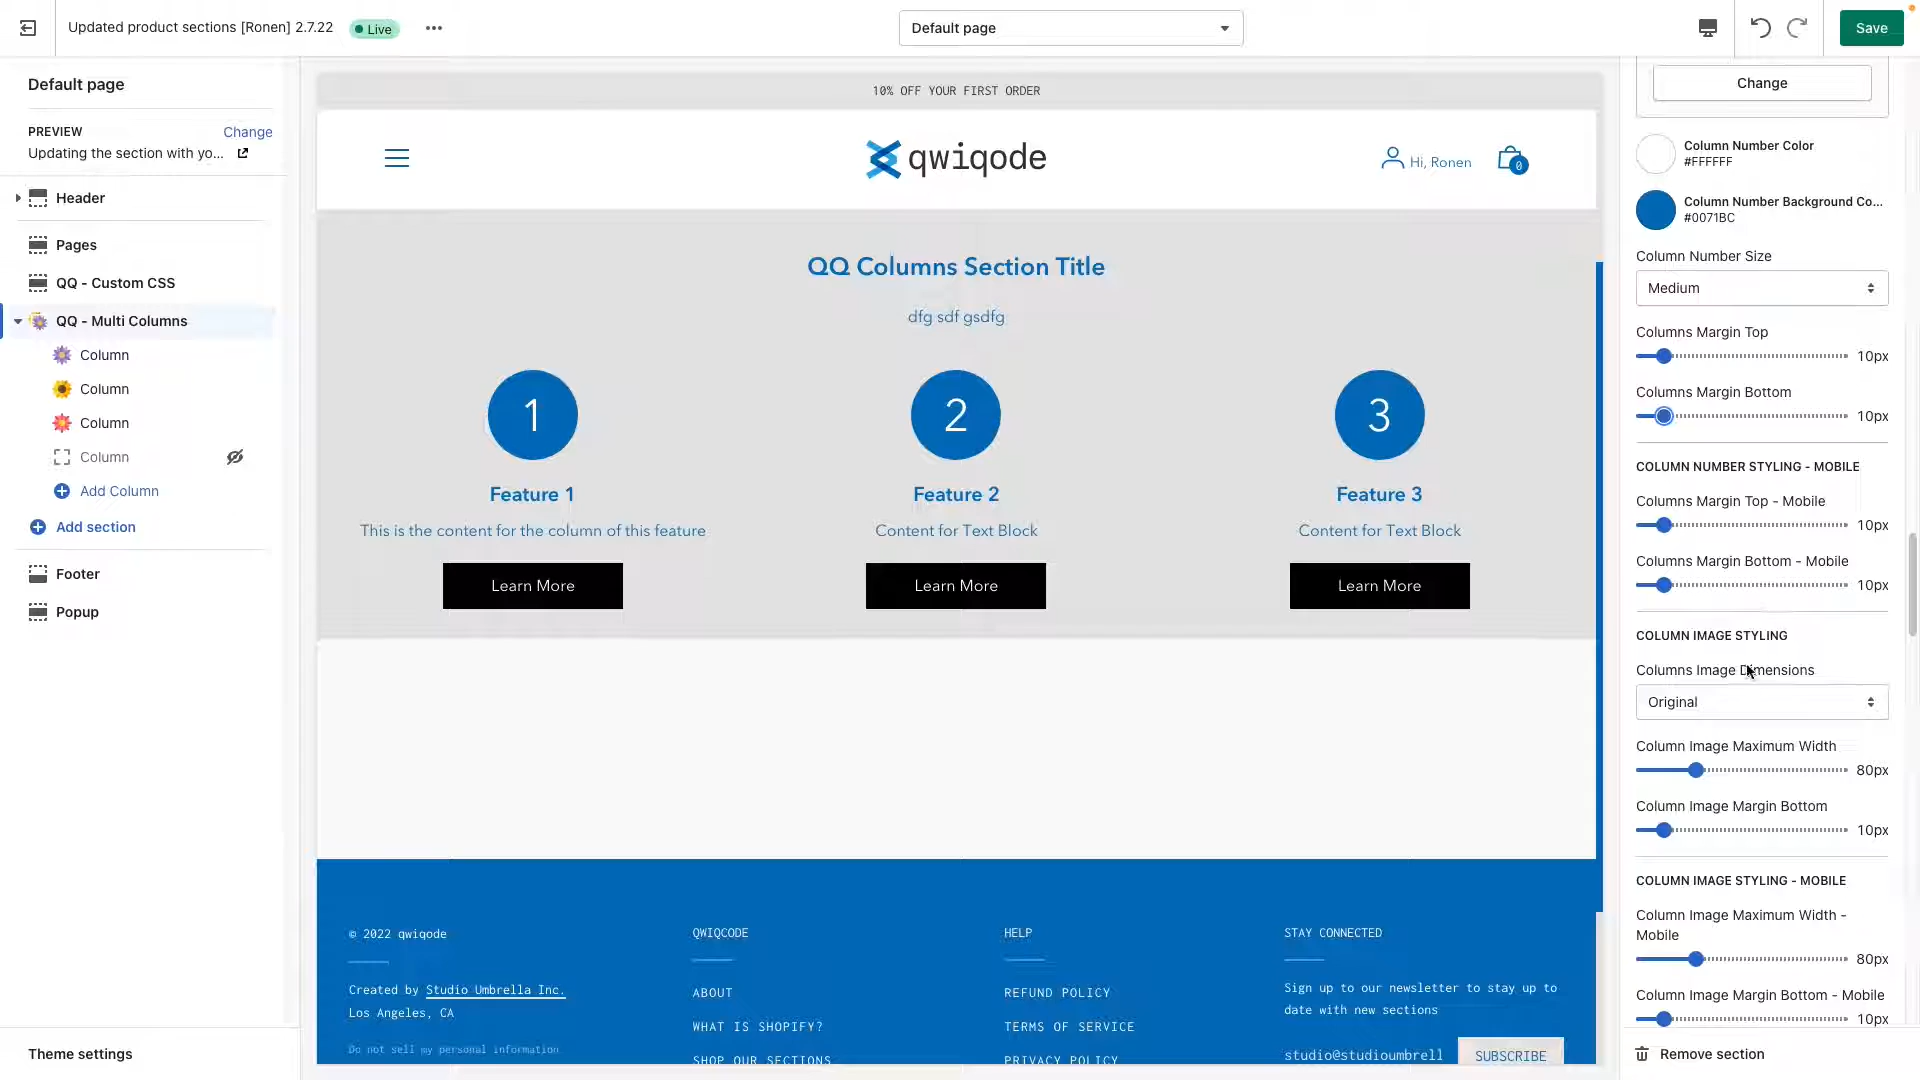 Updated product sections [Ronen] 2.7.22
Live
Default page
Save
Default page
PREVIEW
Change
Updating the section with yo...
Header
Pages
QQ - Custom CSS
QQ - Multi Columns
Column
Column
Column
Column
Add Column
Add section
Footer
Popup
Theme settings
10% OFF YOUR FIRST ORDER
qwiqode
Hi, Ronen
0
QQ Columns Section Title
dfg sdf gsdfg
1
2
3
Feature 1
Feature 2
Feature 3
This is the content for the column of this feature
Content for Text Block
Content for Text Block
Learn More
Learn More
Learn More
© 2022 qwiqode
Created by Studio Umbrella Inc.
Los Angeles, CA
Do not sell my personal information
QWIQCODE
ABOUT
WHAT IS SHOPIFY?
SHOP OUR SECTIONS
HELP
REFUND POLICY
TERMS OF SERVICE
PRIVACY POLICY
STAY CONNECTED
Sign up to our newsletter to stay up to
date with new sections
studio@studioumbrell
SUBSCRIBE
Change
Column Number Color
#FFFFFF
Column Number Background Co...
#0071BC
Column Number Size
Medium
Columns Margin Top
10px
Columns Margin Bottom
10px
COLUMN NUMBER STYLING - MOBILE
Columns Margin Top - Mobile
10px
Columns Margin Bottom - Mobile
10px
COLUMN IMAGE STYLING
Columns Image Dimensions
Original
Column Image Maximum Width
80px
Column Image Margin Bottom
10px
COLUMN IMAGE STYLING - MOBILE
Column Image Maximum Width -
Mobile
80px
Column Image Margin Bottom - Mobile
10px
Remove section